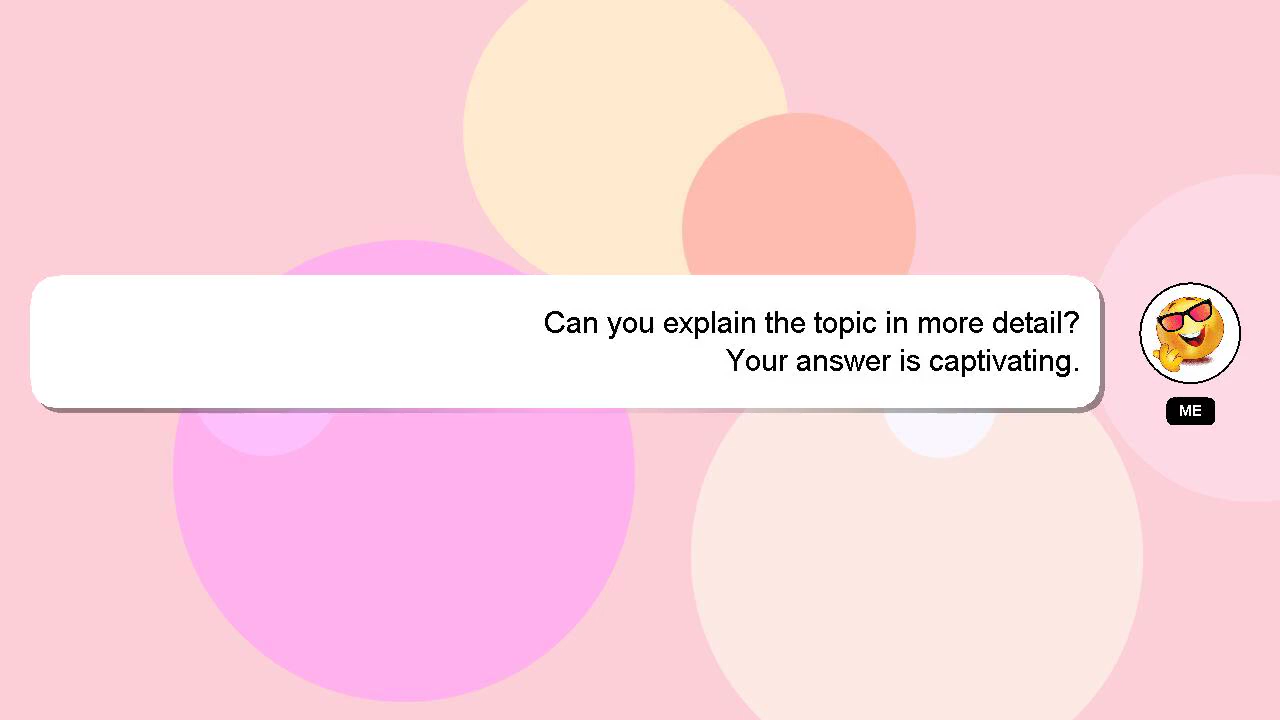 Can you explain the topic in more detail?
Your answer is captivating.
ME